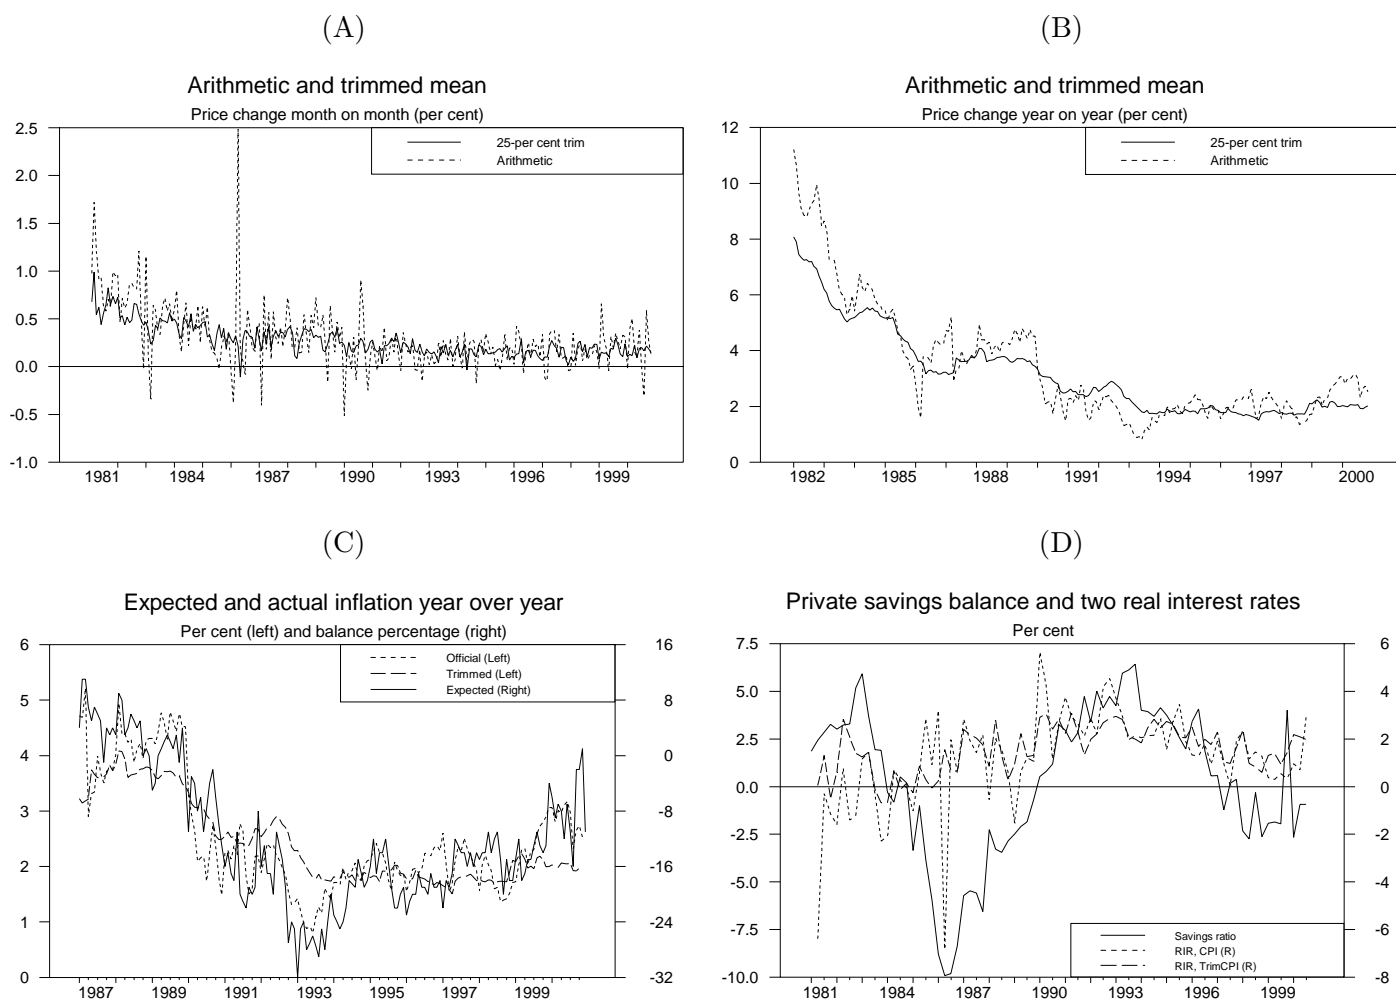 (A)
Arithmetic and trimmed mean
Price change month on month (per cent)
25-per cent trim
Arithmetic
2.5
2.0
1.5
1.0
0.5
0.0
-0.5
-1.0
1981 1984 1987 1990 1993 1996 1999
(B)
Arithmetic and trimmed mean
Price change year on year (per cent)
25-per cent trim
Arithmetic
12
10
8
6
4
2
0
1982 1985 1988 1991 1994 1997 2000
(C)
Expected and actual inflation year over year
Per cent (left) and balance percentage (right)
Official (Left)
Trimmed (Left)
Expected (Right)
6 16
5 8
4 0
3 -8
2 -16
1 -24
0 -32
1987 1989 1991 1993 1995 1997 1999
(D)
Private savings balance and two real interest rates
Per cent
7.5 6
5.0 4
2.5 2
0.0 0
-2.5 -2
-5.0 -4
-7.5 -6
-10.0 -8
Savings ratio
RIR, CPI (R)
RIR, TrimCPI (R)
1981 1984 1987 1990 1993 1996 1999